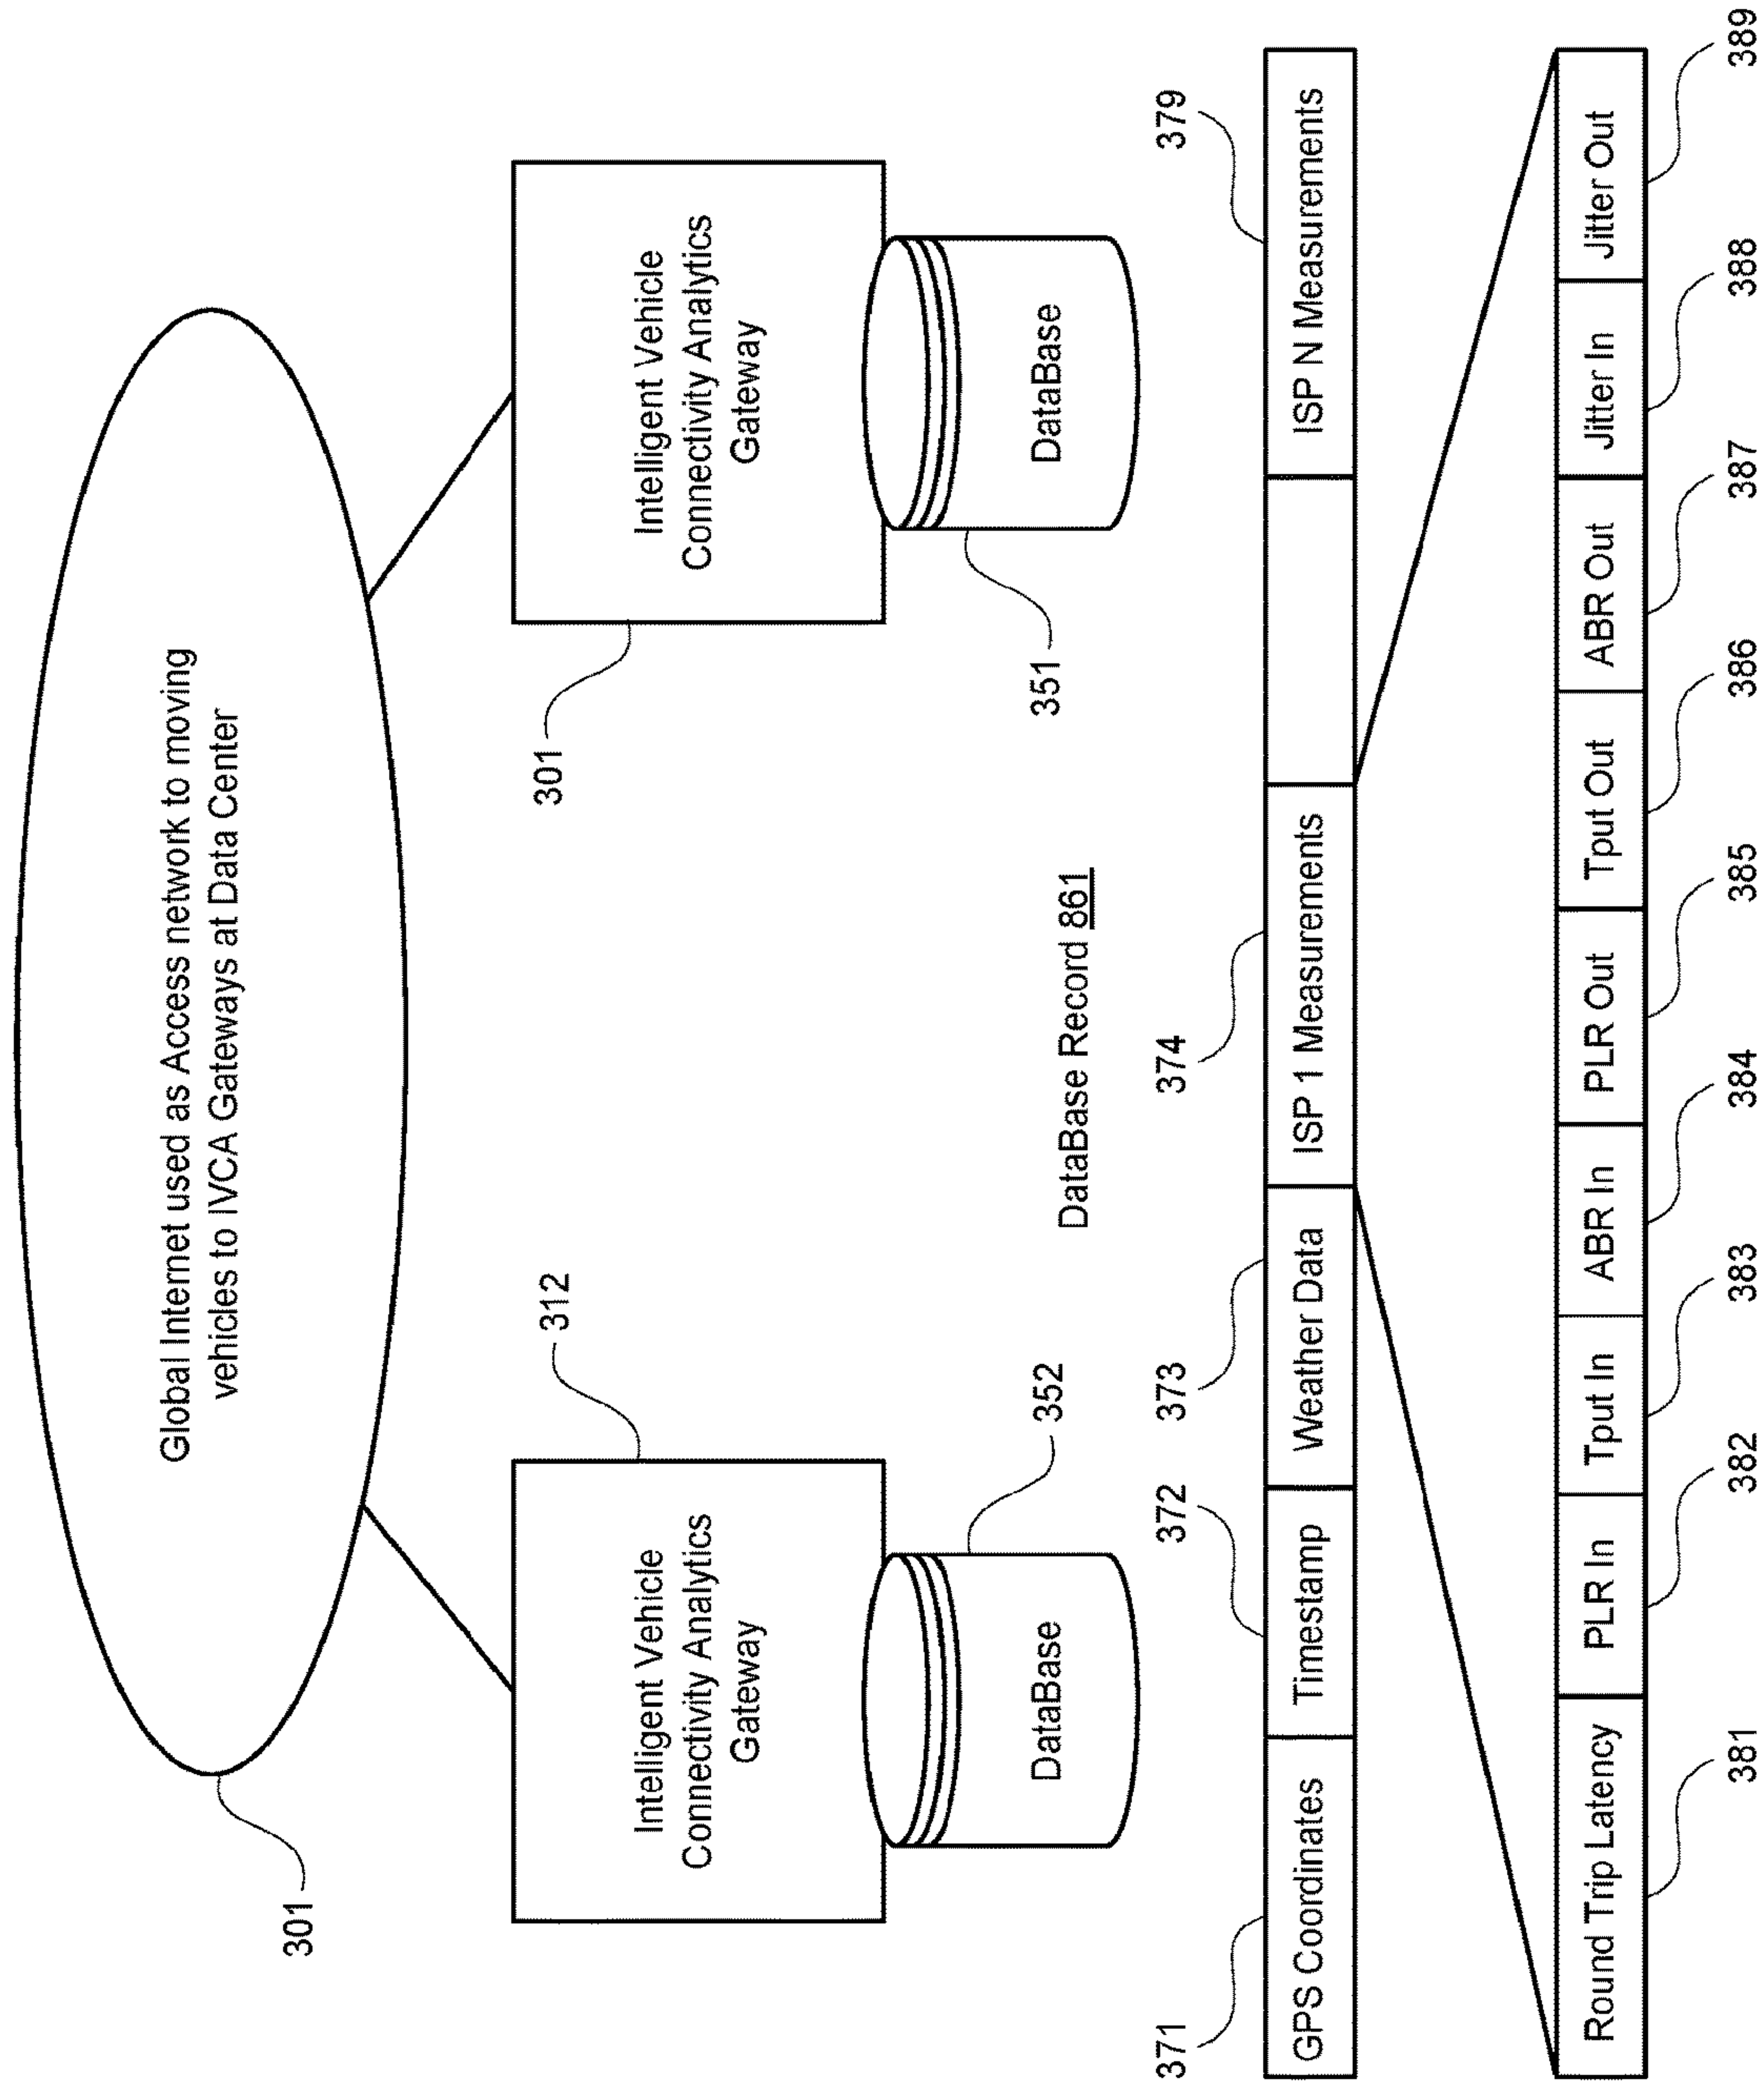 Global Internet used as Access network to moving
vehicles to IVCA Gateways at Data Center
301
312
Intelligent Vehicle
Connectivity Analytics
Gateway
301
Intelligent Vehicle
Connectivity Analytics
Gateway
352
DataBase
351
DataBase
DataBase Record 861
371
372
373
374
379
GPS Coordinates
Timestamp
Weather Data
ISP 1 Measurements
ISP N Measurements
Round Trip Latency
PLR In
Tput In
ABR In
PLR Out
Tput Out
ABR Out
Jitter In
Jitter Out
381
382
383
384
385
386
387
388
389